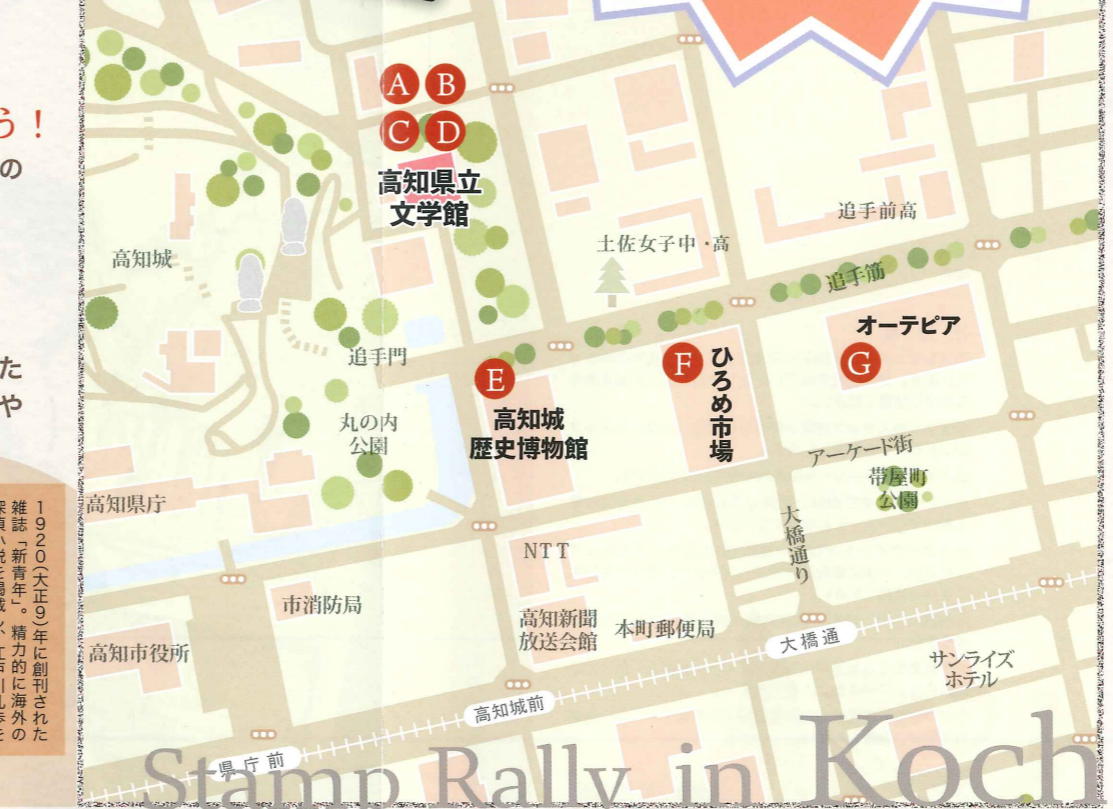 う！
の
た
や
1920（大正9）年に創刊された
雑誌「新青年」。精力的に海外の
A B
C D
高知県立
文学館
高知城
追手前高
土佐女子中・高
追手筋
オーテピア
追手門
E
F
G
ひろめ市場
高知城
歴史博物館
丸の内
公園
アーケード街
帯屋町
公園
高知県庁
大橋通り
NTT
市消防局
高知新聞
放送会館
本町郵便局
大橋通
高知市役所
サンライズ
ホテル
高知城前
県庁前
Stamp Rally in Koch